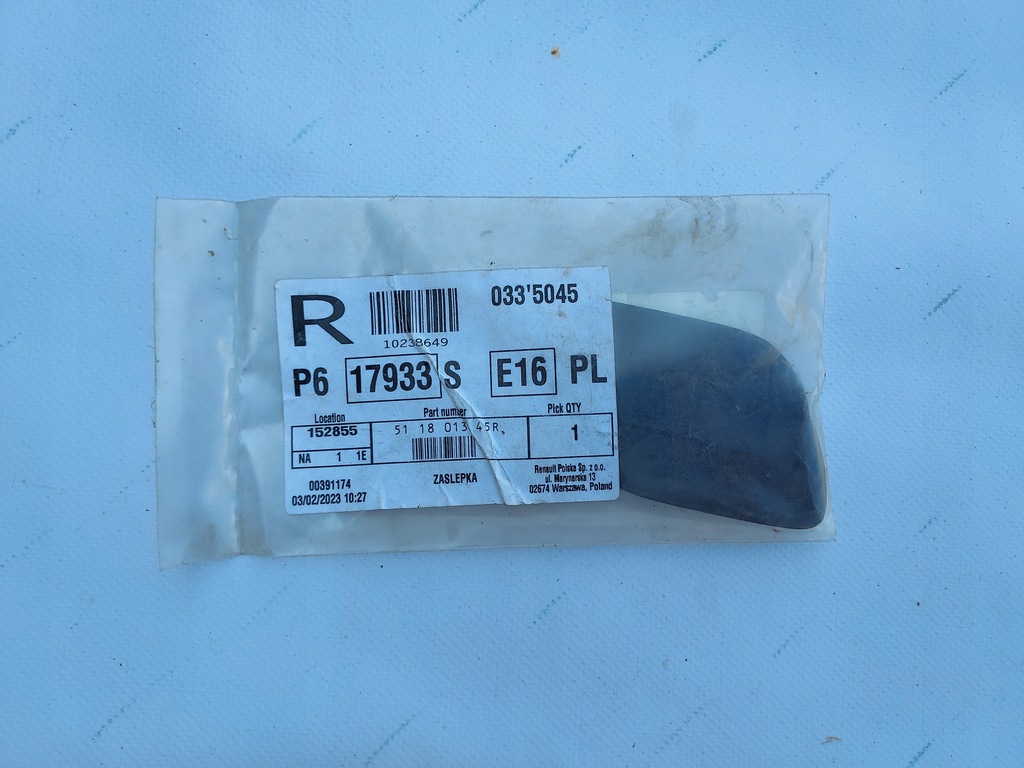 R
10238649
033'5045
P6 17933 S E16 PL
Location Part number Pick QTY
152855 51 18 013 45R 1
NA 1 1E
00391174 ZASLEPKA
03/02/2023 10:27
Renault Polska Sp. z o.o.
ul. Marynarska 13
02674 Warszawa, Poland